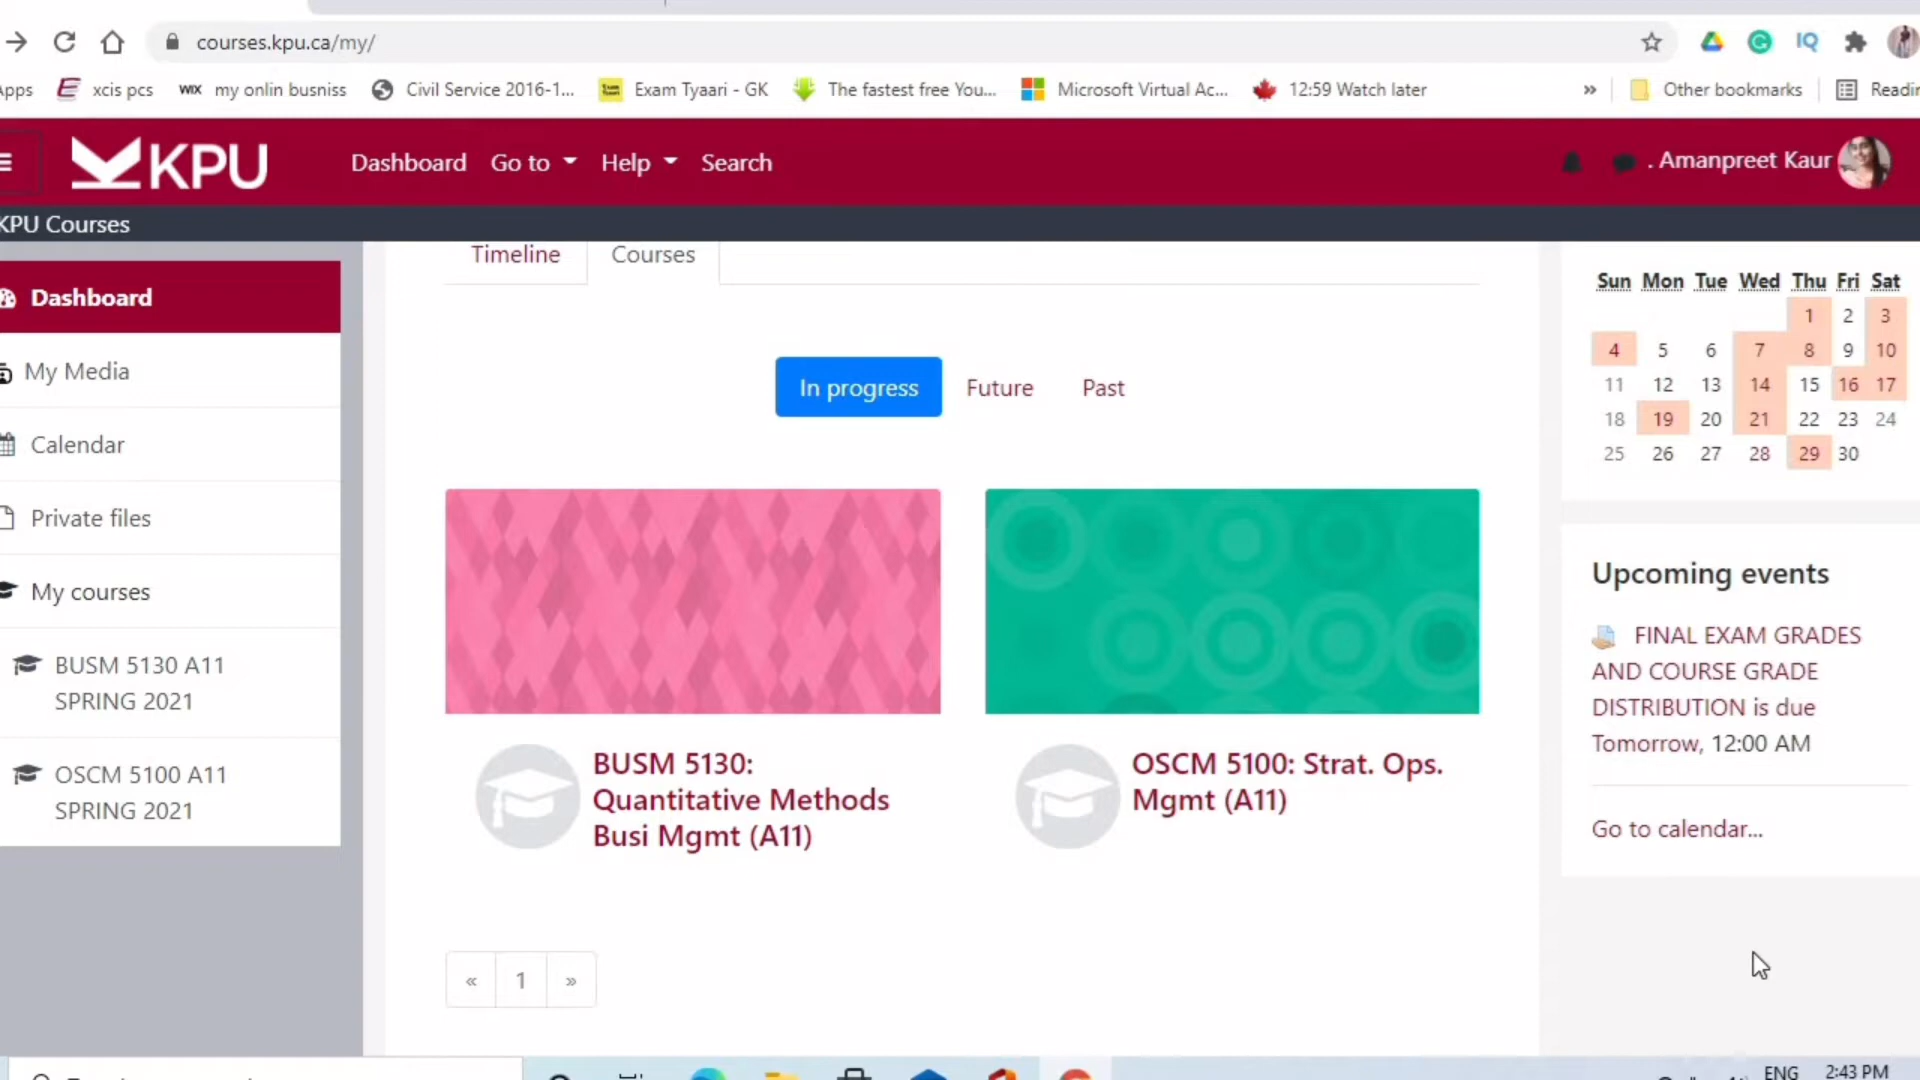 courses.kpu.ca/my/
xcis pcs WIX my onlin busniss Civil Service 2016-1... Exam Tyaari - GK The fastest free You... Microsoft Virtual Ac... 12:59 Watch later » Other bookmarks
KPU Dashboard Go to Help Search . Amanpreet Kaur
KPU Courses
Dashboard
My Media
Calendar
Private files
My courses
BUSM 5130 A11
SPRING 2021
OSCM 5100 A11
SPRING 2021
Timeline Courses
In progress Future Past
BUSM 5130:
Quantitative Methods
Busi Mgmt (A11)
OSCM 5100: Strat. Ops.
Mgmt (A11)
« 1 »
Sun Mon Tue Wed Thu Fri Sat
1 2 3
4 5 6 7 8 9 10
11 12 13 14 15 16 17
18 19 20 21 22 23 24
25 26 27 28 29 30
Upcoming events
FINAL EXAM GRADES
AND COURSE GRADE
DISTRIBUTION is due
Tomorrow, 12:00 AM
Go to calendar...
ENG 2:43 PM